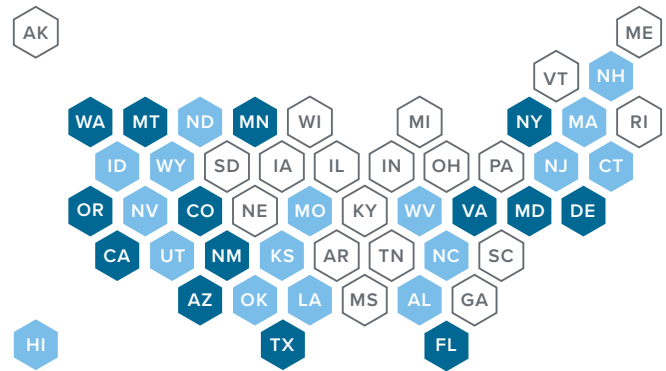 AK ME
VT NH
WA MT ND MN WI MI NY MA RI
ID WY SD IA IL IN OH PA NJ CT
OR NV CO NE MO KY WV VA MD DE
CA UT NM KS AR TN NC SC
AZ OK LA MS AL GA
HI TX FL